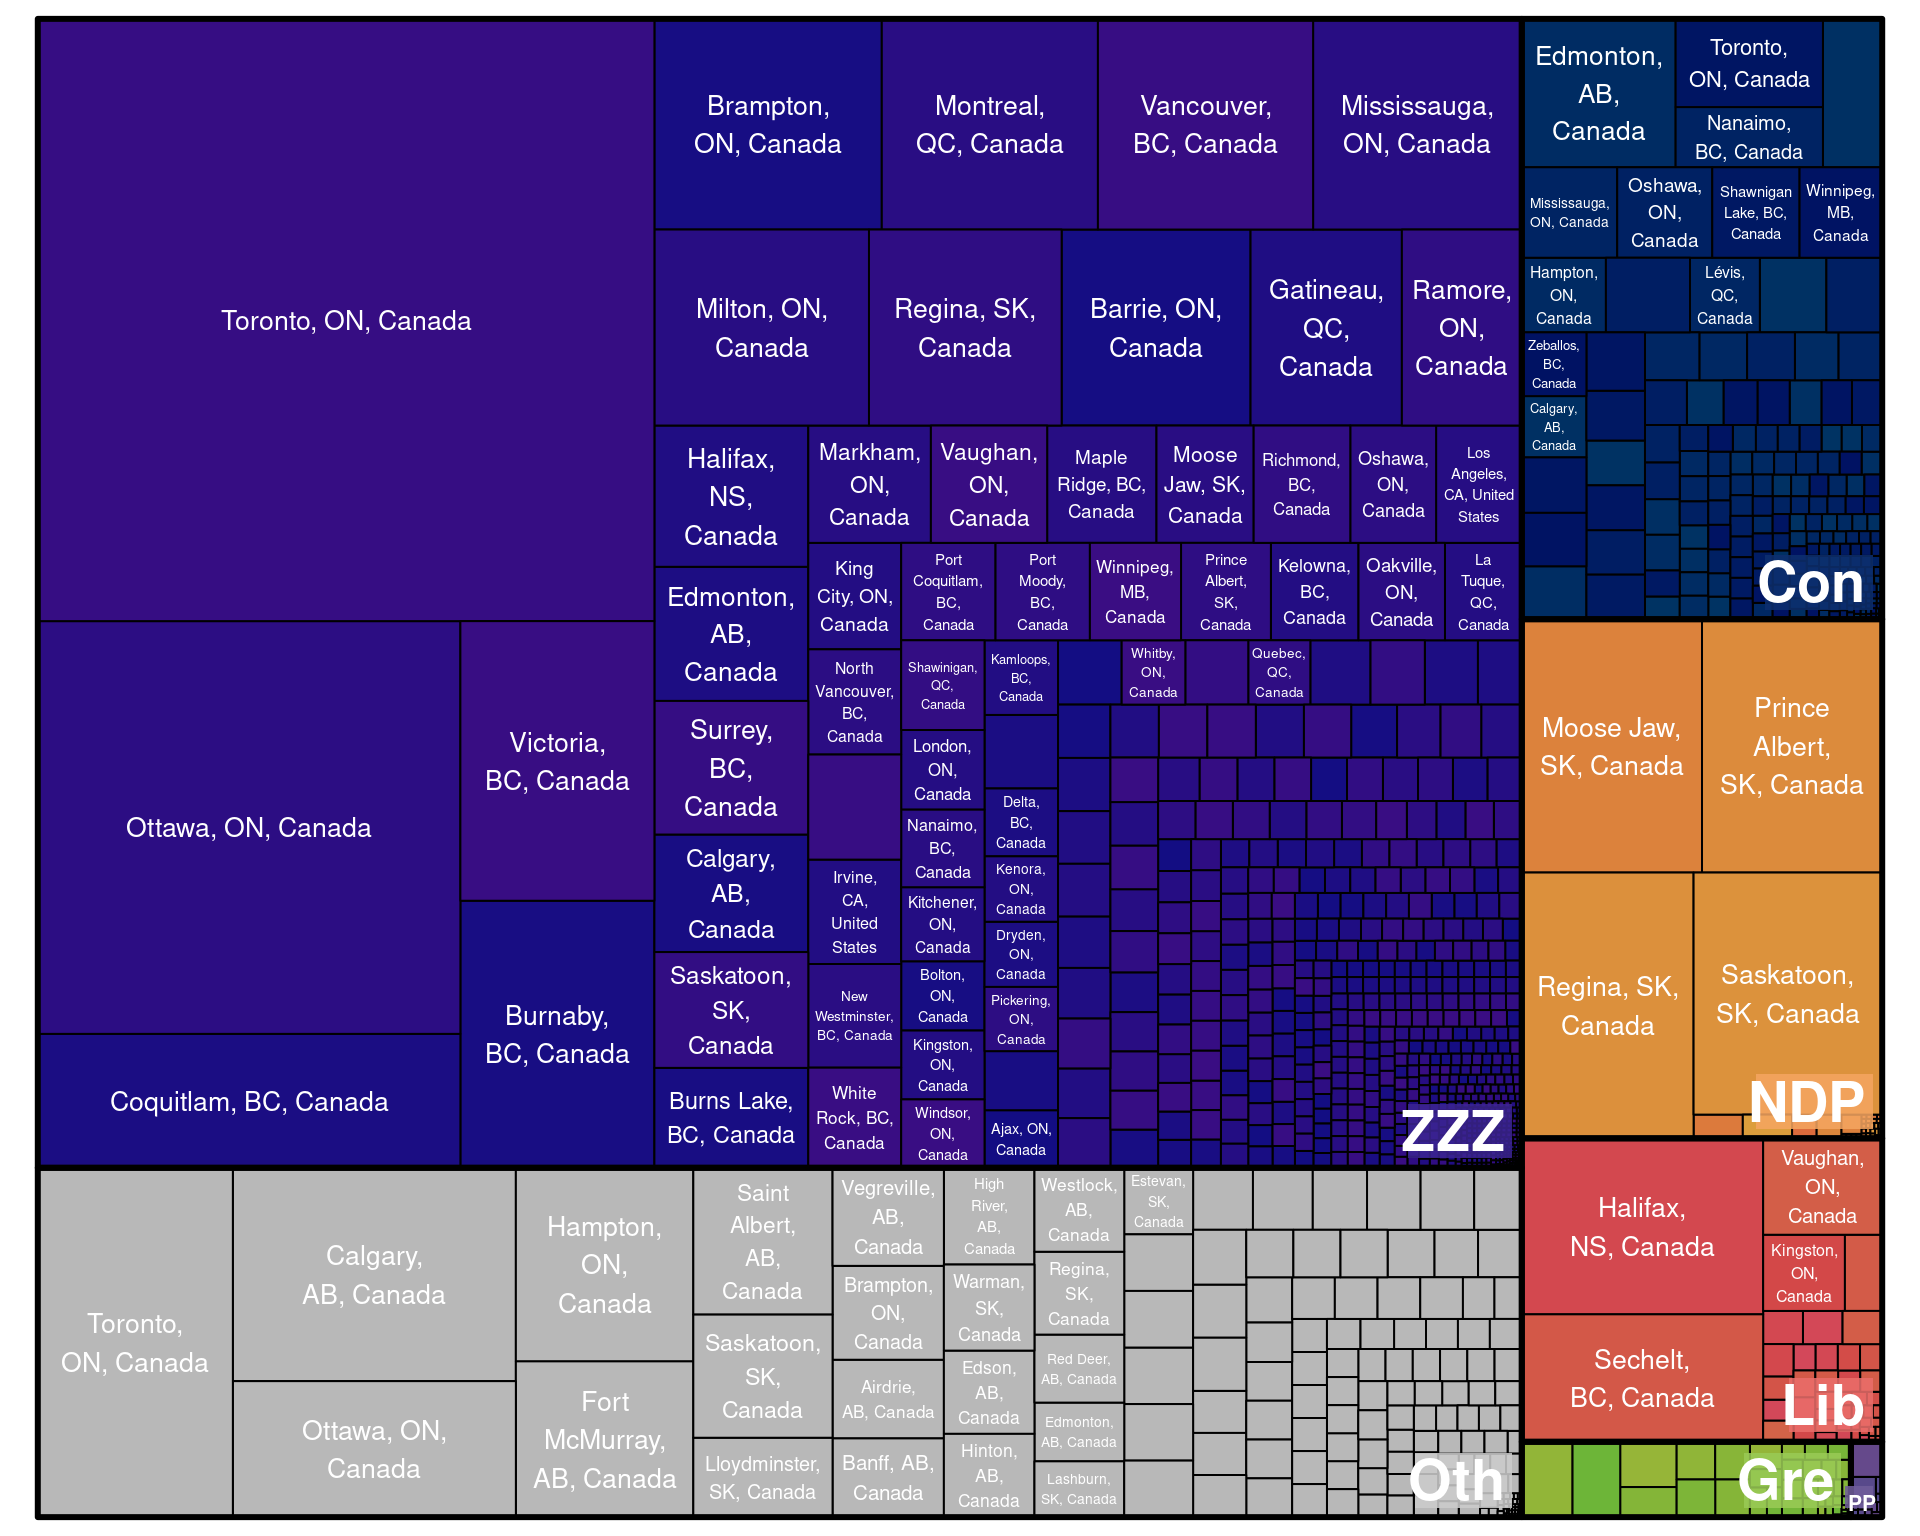 Toronto, ON, Canada
Ottawa, ON, Canada
Coquitlam, BC, Canada
Victoria,
BC, Canada
Burnaby,
BC, Canada
Brampton,
ON, Canada
Montreal,
QC, Canada
Vancouver,
BC, Canada
Mississauga,
ON, Canada
Milton, ON,
Canada
Regina, SK,
Canada
Barrie, ON,
Canada
Gatineau,
QC,
Canada
Ramore,
ON,
Canada
Halifax,
NS,
Canada
Edmonton,
AB,
Canada
Surrey,
BC,
Canada
Calgary,
AB,
Canada
Saskatoon,
SK,
Canada
Burns Lake,
BC, Canada
Markham,
ON,
Canada
Vaughan,
ON,
Canada
Maple
Ridge, BC,
Canada
Moose
Jaw, SK,
Canada
Richmond,
BC,
Canada
Oshawa,
ON,
Canada
Los
Angeles,
CA, United
States
King
City, ON,
Canada
North
Vancouver,
BC,
Canada
Irvine,
CA,
United
States
New
Westminster,
BC, Canada
White
Rock, BC,
Canada
Port
Coquitlam,
BC,
Canada
Port
Moody,
BC,
Canada
Winnipeg,
MB,
Canada
Prince
Albert,
SK,
Canada
Kelowna,
BC,
Canada
Oakville,
ON,
Canada
La
Tuque,
QC,
Canada
Shawinigan,
QC,
Canada
London,
ON,
Canada
Nanaimo,
BC,
Canada
Kitchener,
ON,
Canada
Bolton,
ON,
Canada
Kingston,
ON,
Canada
Windsor,
ON,
Canada
Kamloops,
BC,
Canada
Delta,
BC,
Canada
Kenora,
ON,
Canada
Dryden,
ON,
Canada
Pickering,
ON,
Canada
Ajax, ON,
Canada
Whitby,
ON,
Canada
Quebec,
QC,
Canada
ZZZ
Edmonton,
AB,
Canada
Toronto,
ON, Canada
Nanaimo,
BC, Canada
Mississauga,
ON, Canada
Oshawa,
ON,
Canada
Shawnigan
Lake, BC,
Canada
Winnipeg,
MB,
Canada
Hampton,
ON,
Canada
Lévis,
QC,
Canada
Zeballos,
BC,
Canada
Calgary,
AB,
Canada
Con
Moose Jaw,
SK, Canada
Prince
Albert,
SK, Canada
Regina, SK,
Canada
Saskatoon,
SK, Canada
NDP
Halifax,
NS, Canada
Sechelt,
BC, Canada
Vaughan,
ON,
Canada
Kingston,
ON,
Canada
Lib
Gre
PP
Toronto,
ON, Canada
Calgary,
AB, Canada
Ottawa, ON,
Canada
Hampton,
ON,
Canada
Fort
McMurray,
AB, Canada
Saint
Albert,
AB,
Canada
Saskatoon,
SK,
Canada
Lloydminster,
SK, Canada
Vegreville,
AB,
Canada
Brampton,
ON,
Canada
Airdrie,
AB, Canada
Banff, AB,
Canada
High
River,
AB,
Canada
Warman,
SK,
Canada
Edson,
AB,
Canada
Hinton,
AB,
Canada
Westlock,
AB,
Canada
Regina,
SK,
Canada
Red Deer,
AB, Canada
Edmonton,
AB, Canada
Lashburn,
SK, Canada
Estevan,
SK,
Canada
Oth